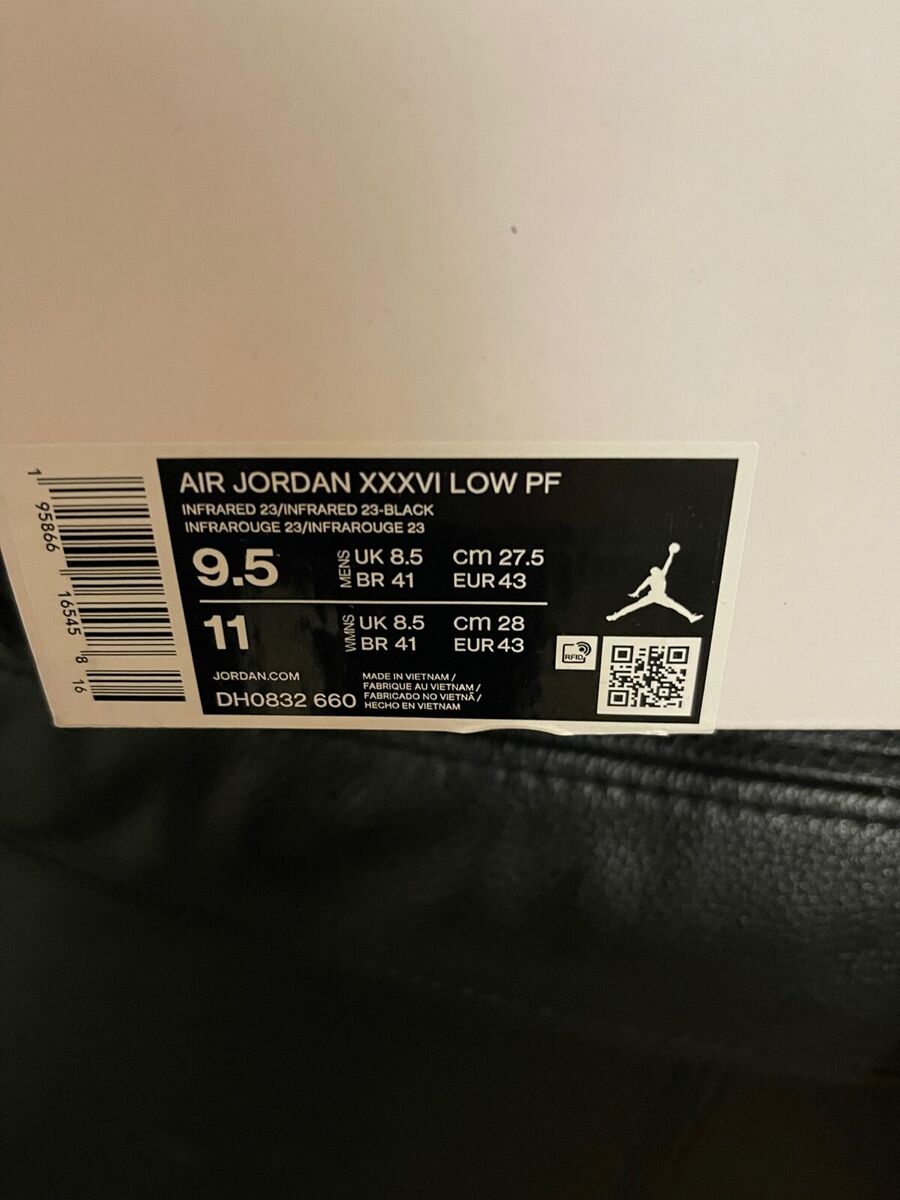 AIR JORDAN XXXVI LOW PF
INFRARED 23/INFRARED 23-BLACK
INFRAROUGE 23/INFRAROUGE 23
9.5 MENS UK 8.5 cm 27.5
BR 41 EUR 43
11 WMNS UK 8.5 cm 28
BR 41 EUR 43
RFID
JORDAN.COM
DH0832 660
MADE IN VIETNAM /
FABRIQUE AU VIETNAM /
FABRICADO NO VIETNÃ /
HECHO EN VIETNAM
1 95866 16545 8 16